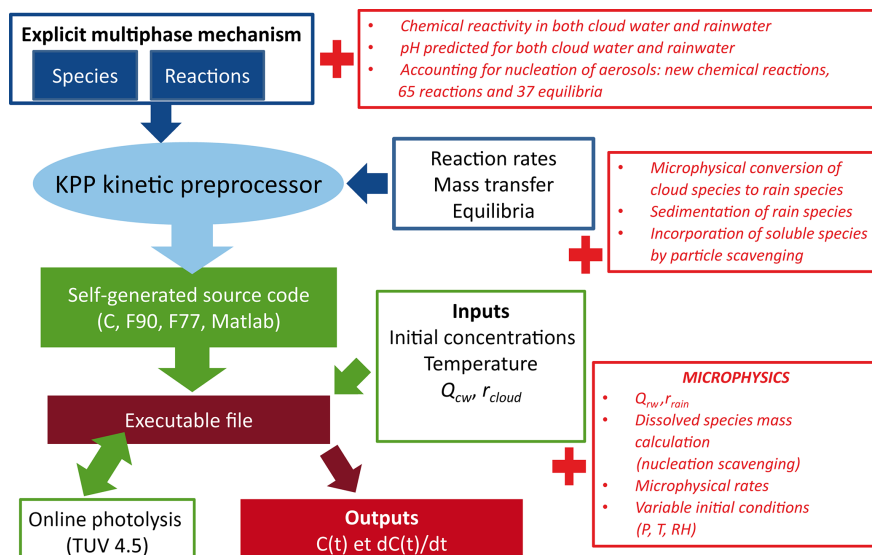 Explicit multiphase mechanism
Species
Reactions
• Chemical reactivity in both cloud water and rainwater
• pH predicted for both cloud water and rainwater
• Accounting for nucleation of aerosols: new chemical reactions,
65 reactions and 37 equilibria
KPP kinetic preprocessor
Reaction rates
Mass transfer
Equilibria
• Microphysical conversion of
cloud species to rain species
• Sedimentation of rain species
• Incorporation of soluble species
by particle scavenging
Self-generated source code
(C, F90, F77, Matlab)
Inputs
Initial concentrations
Temperature
Qcw, rcloud
Executable file
MICROPHYSICS
• Qrw,rrain
• Dissolved species mass
calculation
(nucleation scavenging)
• Microphysical rates
• Variable initial conditions
(P, T, RH)
Online photolysis
(TUV 4.5)
Outputs
C(t) et dC(t)/dt